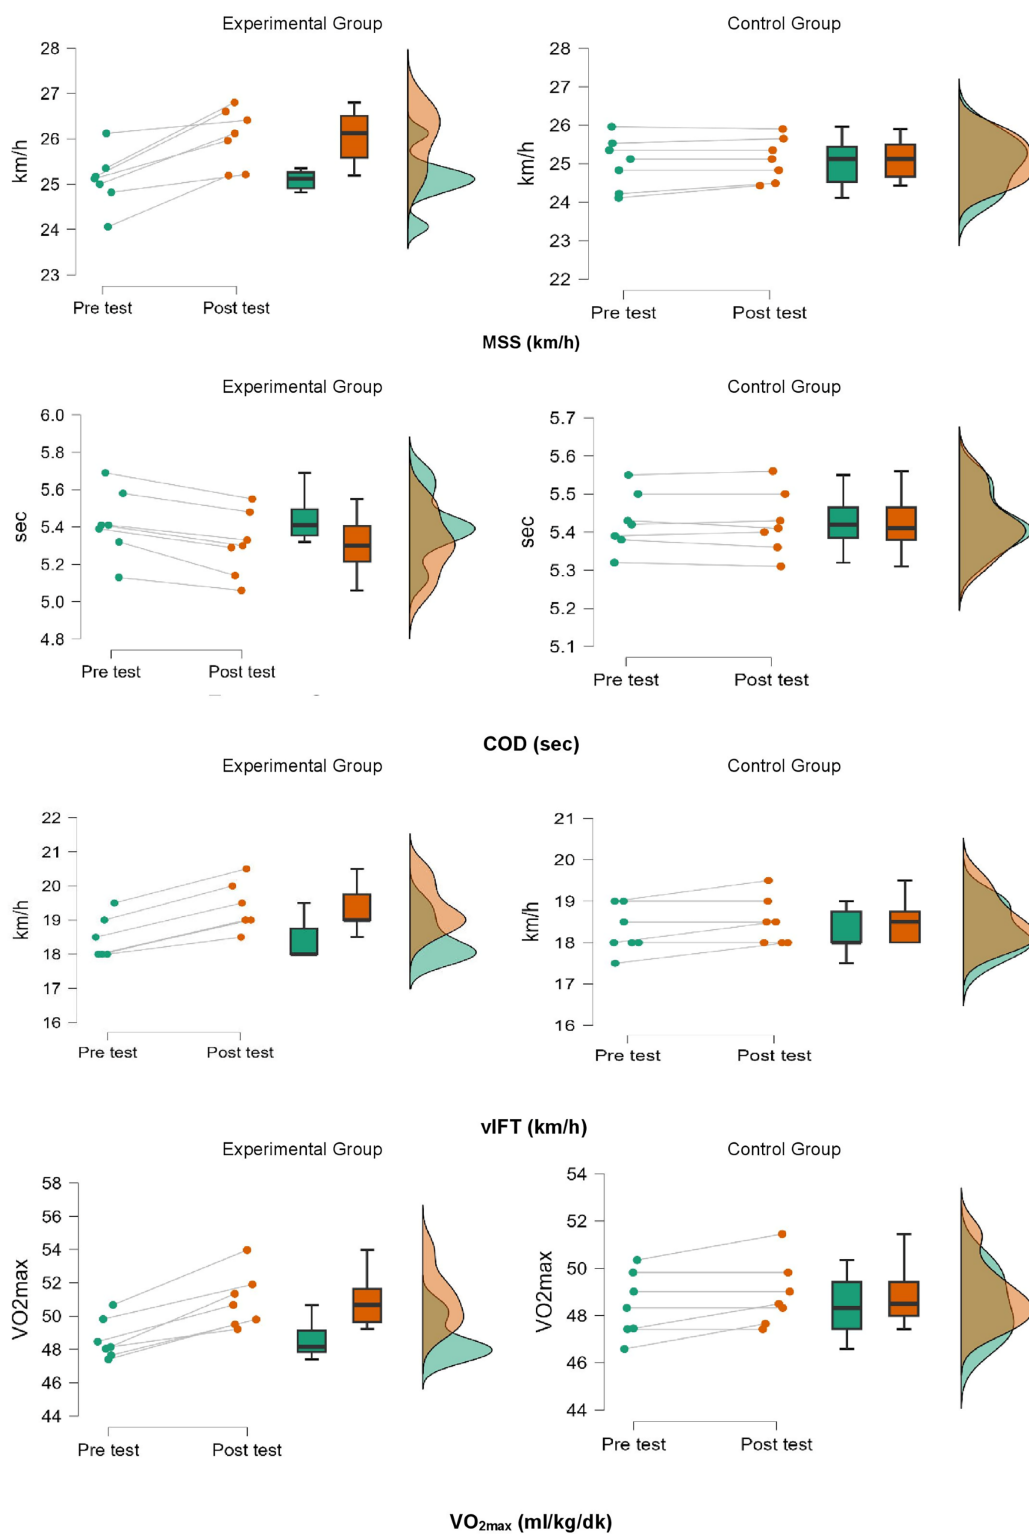 Experimental Group
Control Group
km/h
28
27
26
25
24
23
Pre test
Post test
km/h
28
27
26
25
24
23
22
Pre test
Post test
MSS (km/h)
Experimental Group
Control Group
sec
6.0
5.8
5.6
5.4
5.2
5.0
4.8
Pre test
Post test
sec
5.7
5.6
5.5
5.4
5.3
5.2
5.1
Pre test
Post test
COD (sec)
Experimental Group
Control Group
km/h
22
21
20
19
18
17
16
Pre test
Post test
km/h
21
20
19
18
17
16
Pre test
Post test
vIFT (km/h)
Experimental Group
Control Group
VO2max
58
56
54
52
50
48
46
44
Pre test
Post test
VO2max
54
52
50
48
46
44
Pre test
Post test
VO2max (ml/kg/dk)